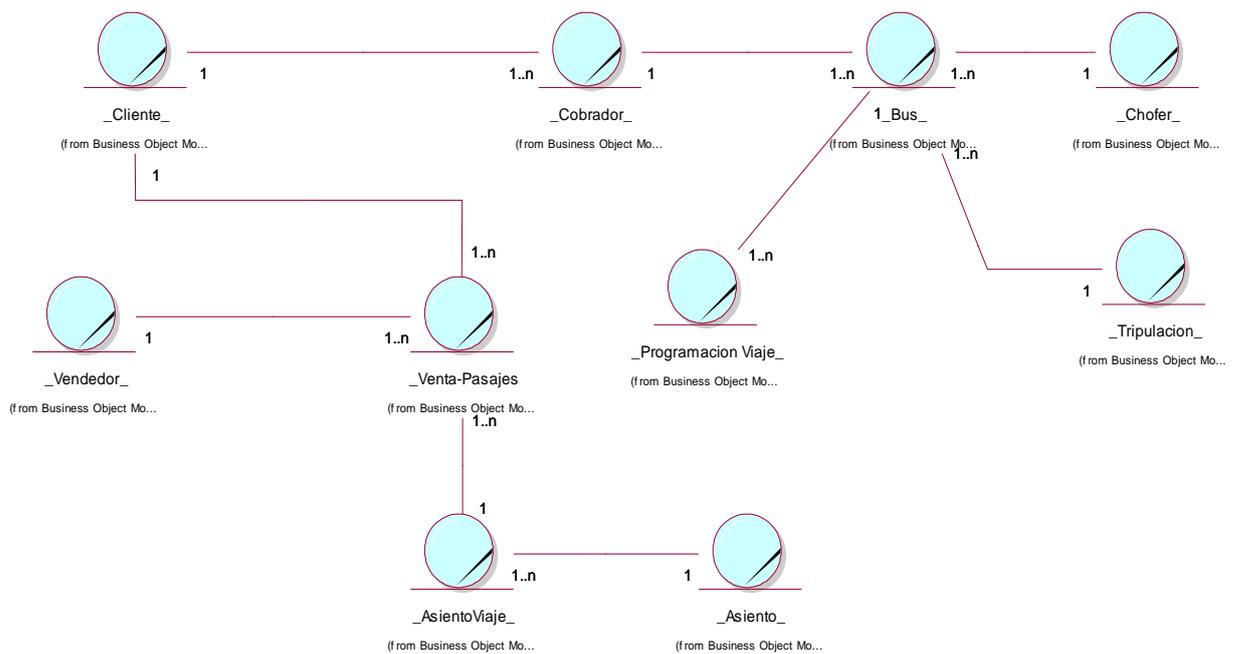 1
1..n
1
1..n
1..n
1
_Cliente_
(from Business Object Mo...
_Cobrador_
(from Business Object Mo...
1
_Bus_
(from Business Object Mo...
_Chofer_
(from Business Object Mo...
1..n
1
1..n
1..n
1
1
1..n
_Vendedor_
(from Business Object Mo...
_Venta-Pasajes
(from Business Object Mo...
_Programacion Viaje_
(from Business Object Mo...
_Tripulacion_
(from Business Object Mo...
1..n
1
1..n
1
_AsientoViaje_
(from Business Object Mo...
_Asiento_
(from Business Object Mo...